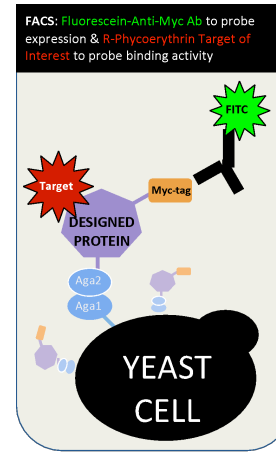 FACS: Fluorescein-Anti-Myc Ab to probe
expression & R-Phycoerythrin Target of
Interest to probe binding activity
FITC
Target
Myc-tag
DESIGNED
PROTEIN
Aga2
Aga1
YEAST
CELL